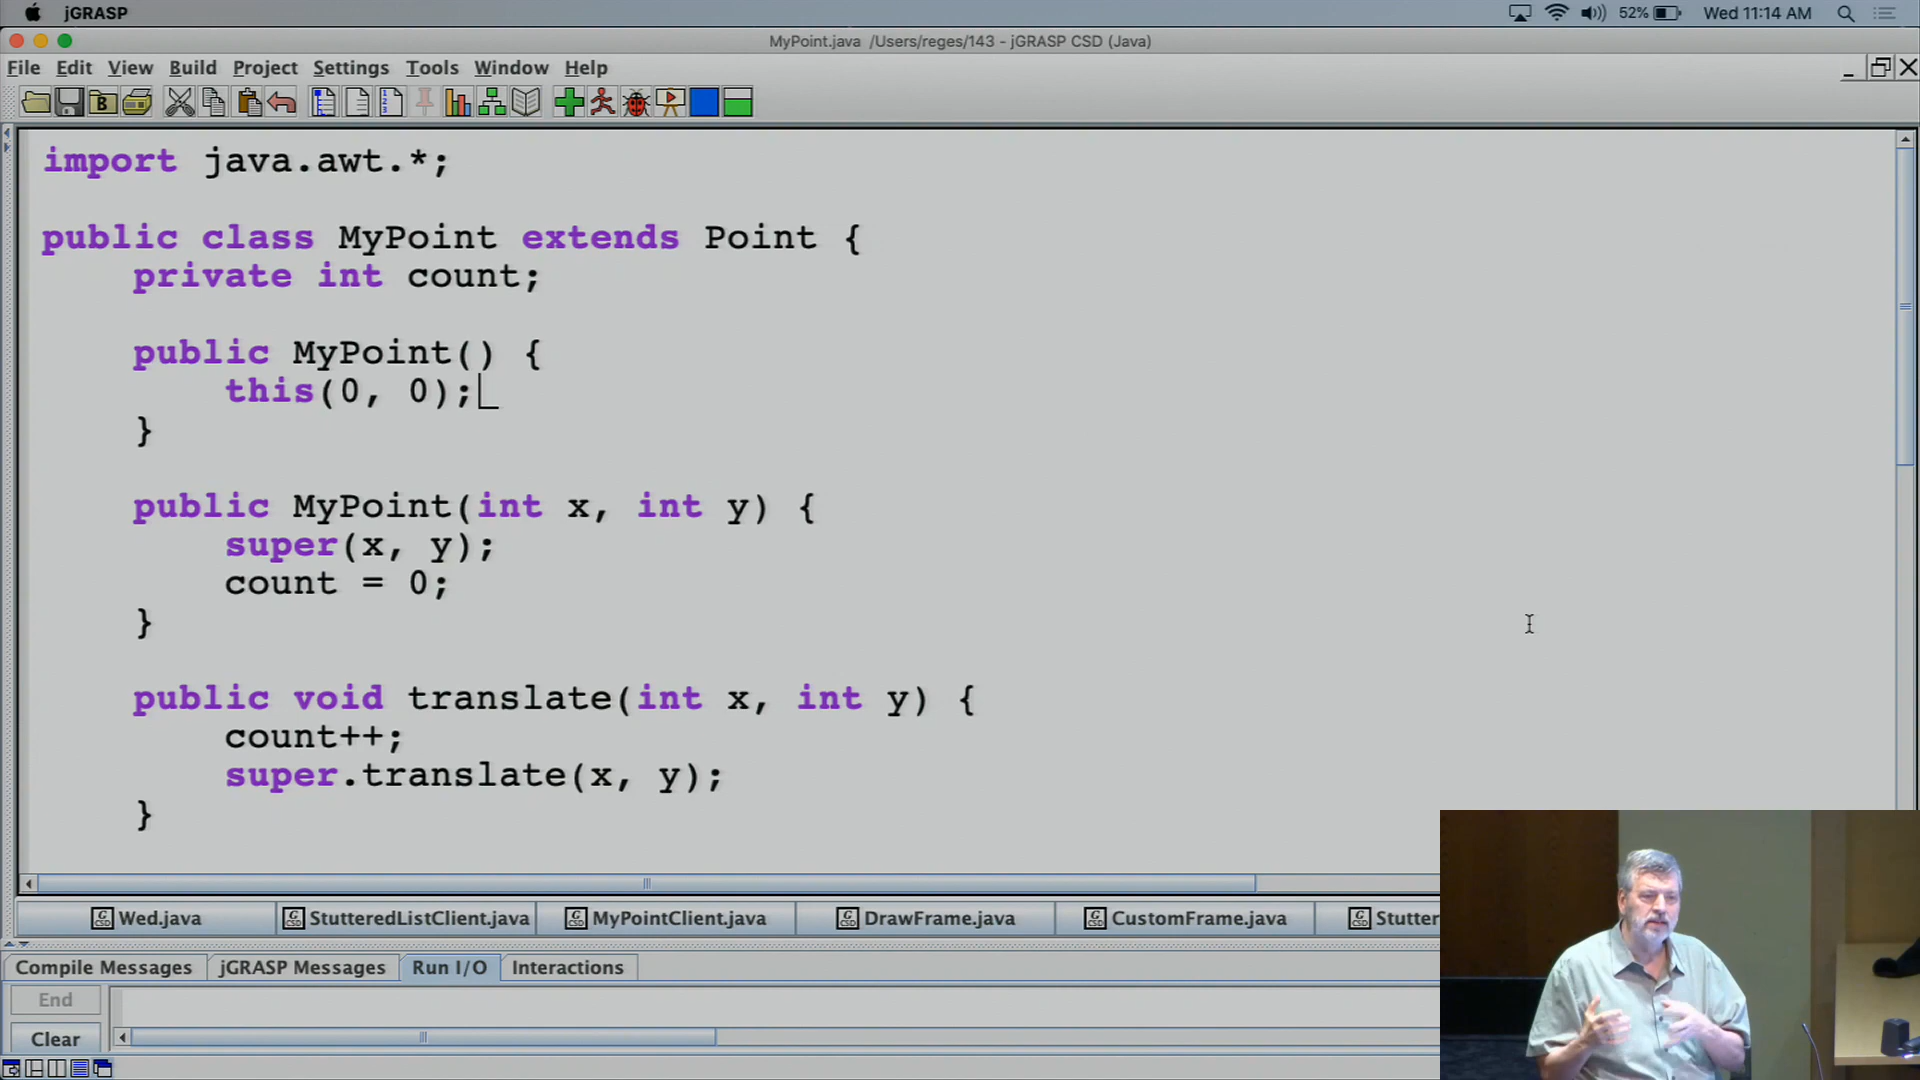 jGRASP
52%
Wed 11:14 AM
MyPoint.java /Users/reges/143 - jGRASP CSD (Java)
File Edit View Build Project Settings Tools Window Help
import java.awt.*;
public class MyPoint extends Point {
private int count;
public MyPoint() {
this(0, 0);
}
public MyPoint(int x, int y) {
super(x, y);
count = 0;
}
public void translate(int x, int y) {
count++;
super.translate(x, y);
}
Wed.java StutteredListClient.java MyPointClient.java DrawFrame.java CustomFrame.java Stutter
Compile Messages jGRASP Messages Run I/O Interactions
End
Clear